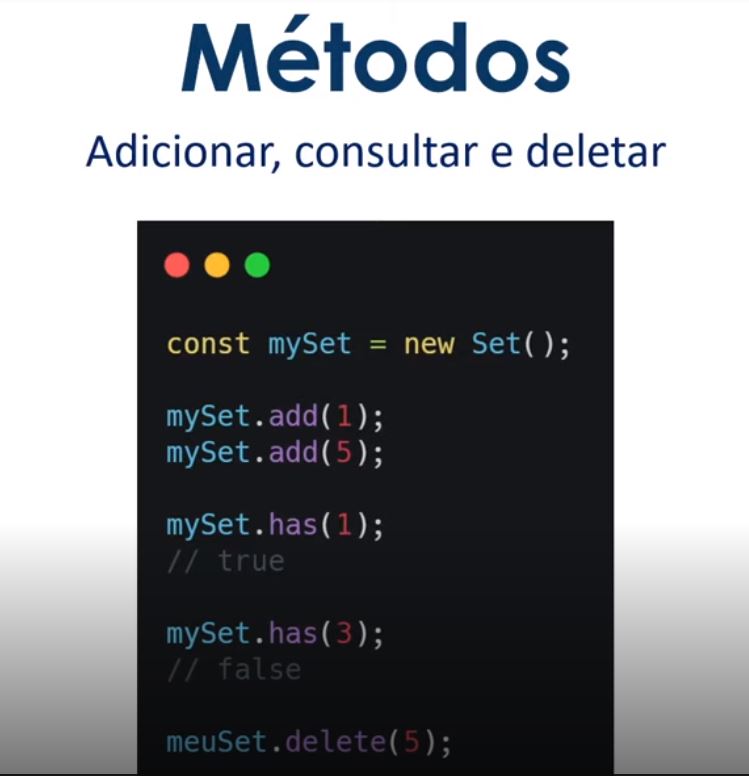 Métodos
Adicionar, consultar e deletar
const mySet = new Set();
mySet.add(1);
mySet.add(5);
mySet.has(1);
// true
mySet.has(3);
// false
meuSet.delete(5);